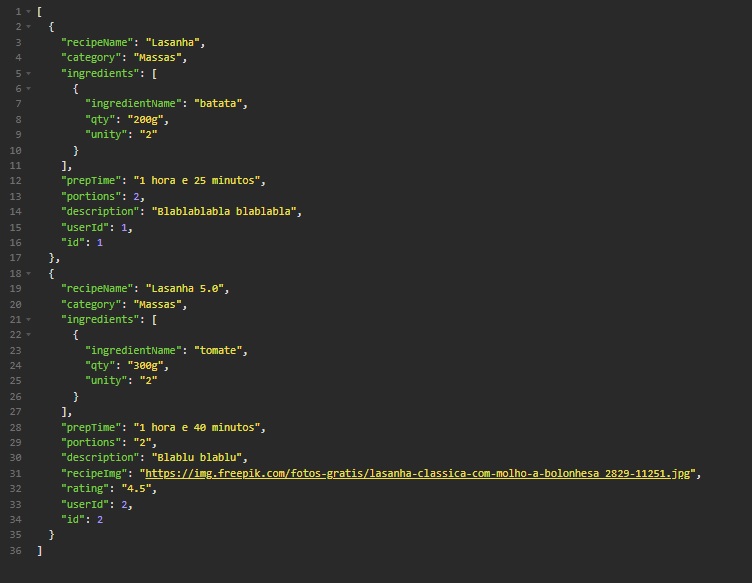 1 [
2 {
3 "recipeName": "Lasanha",
4 "category": "Massas",
5 "ingredients": [
6 {
7 "ingredientName": "batata",
8 "qty": "200g",
9 "unity": "2"
10 }
11 ],
12 "prepTime": "1 hora e 25 minutos",
13 "portions": 2,
14 "description": "Blablablabla blablabla",
15 "userId": 1,
16 "id": 1
17 },
18 {
19 "recipeName": "Lasanha 5.0",
20 "category": "Massas",
21 "ingredients": [
22 {
23 "ingredientName": "tomate",
24 "qty": "300g",
25 "unity": "2"
26 }
27 ],
28 "prepTime": "1 hora e 40 minutos",
29 "portions": "2",
30 "description": "Blablu blablu",
31 "recipeImg": "https://img.freepik.com/fotos-gratis/lasanha-classica-com-molho-a-bolonhesa_2829-11251.jpg",
32 "rating": "4.5",
33 "userId": 2,
34 "id": 2
35 }
36 ]